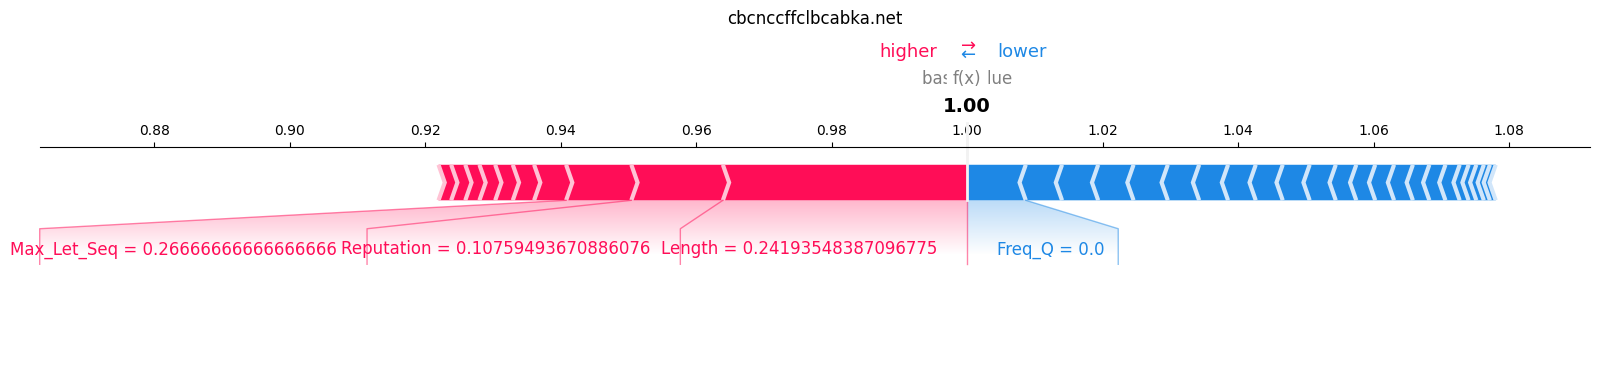 cbcnccffclbcabka.net
higher ⇄ lower
f(x)
1.00
0.88 0.90 0.92 0.94 0.96 0.98 1.00 1.02 1.04 1.06 1.08
Max_Let_Seq = 0.26666666666666666 Reputation = 0.10759493670886076 Length = 0.24193548387096775 Freq_Q = 0.0